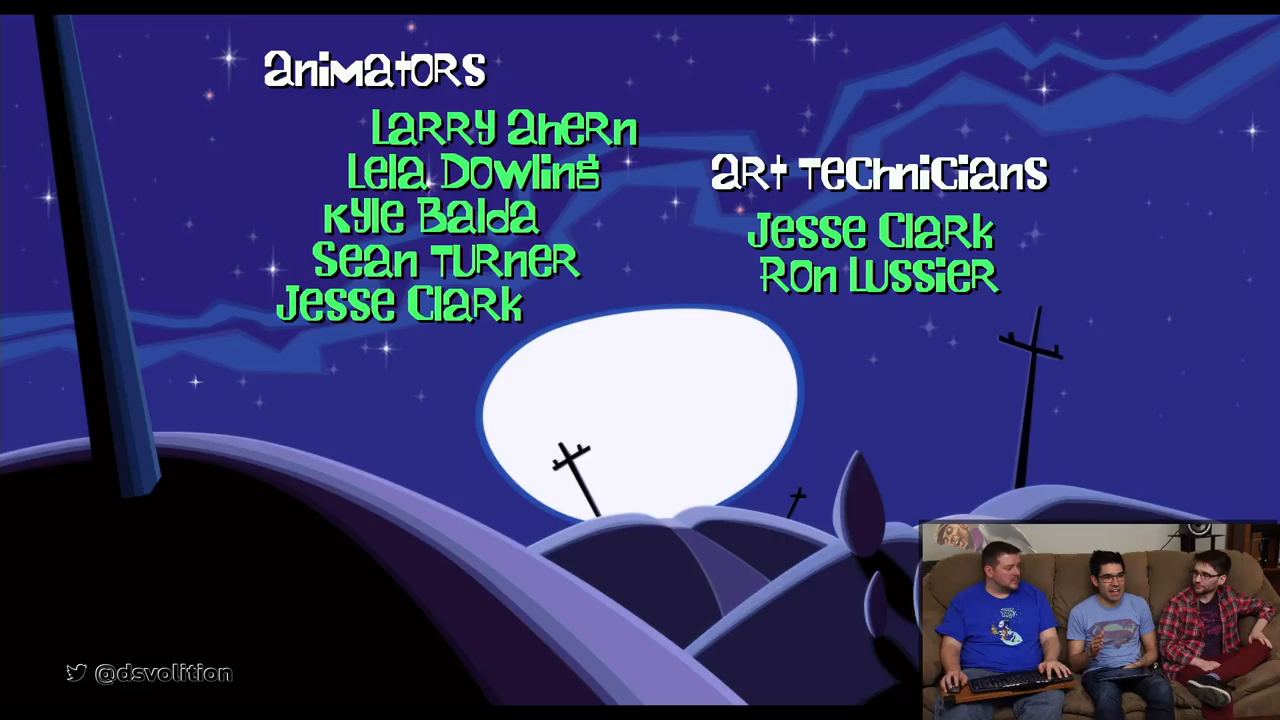 animators
Larry Ahern
Lela Dowling
Kyle Balda
Sean Turner
Jesse Clark
art technicians
Jesse Clark
Ron Lussier
@dsvolition